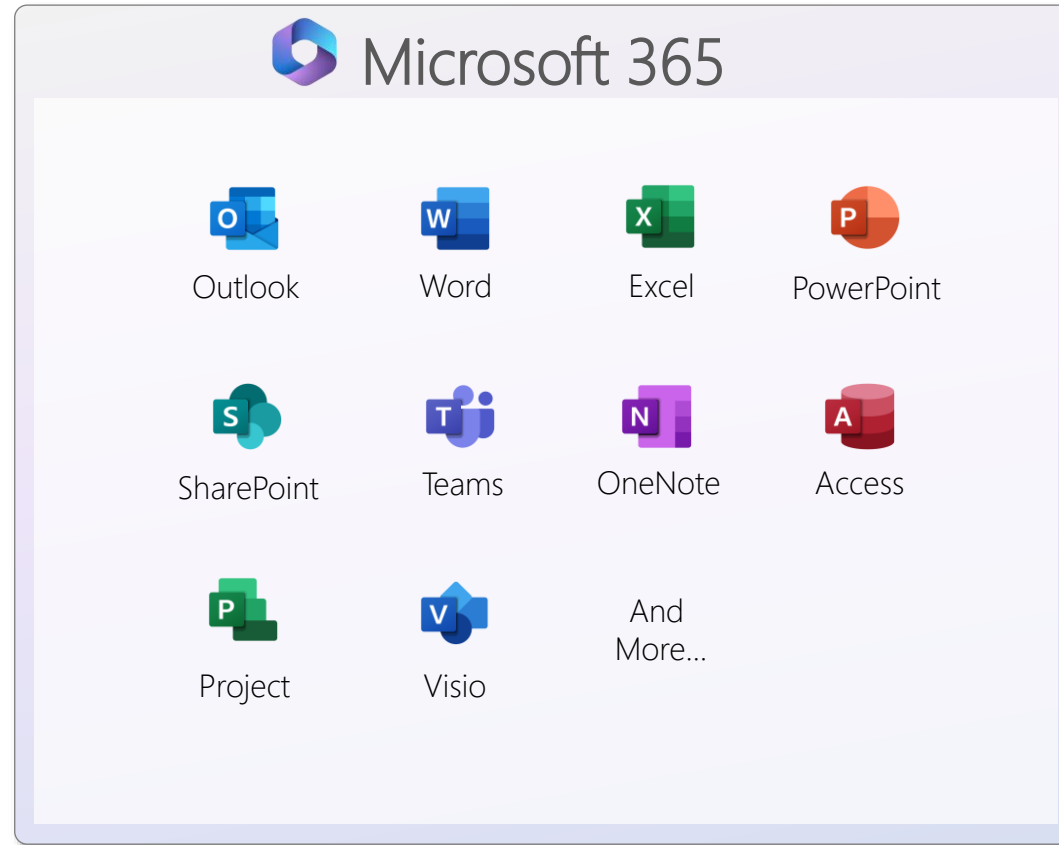 Microsoft 365
O W X P
Outlook Word Excel PowerPoint
S T N A
SharePoint Teams OneNote Access
P V
Project Visio
And
More...